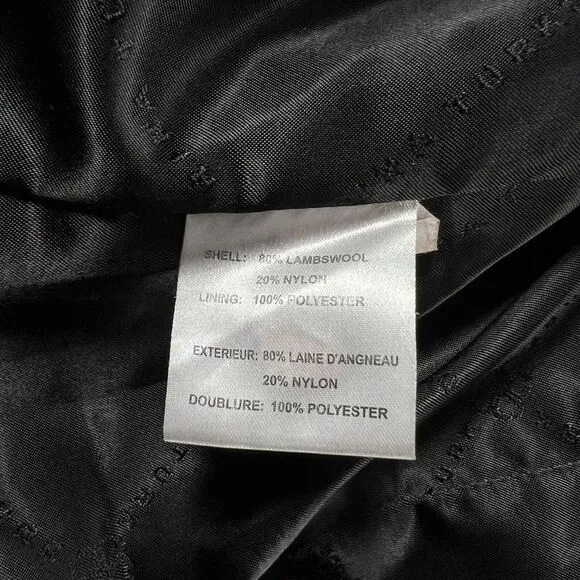 SHELL: 80% LAMBSWOOL
20% NYLON
LINING: 100% POLYESTER
EXTERIEUR: 80% LAINE D'ANGNEAU
20% NYLON
DOUBLURE: 100% POLYESTER